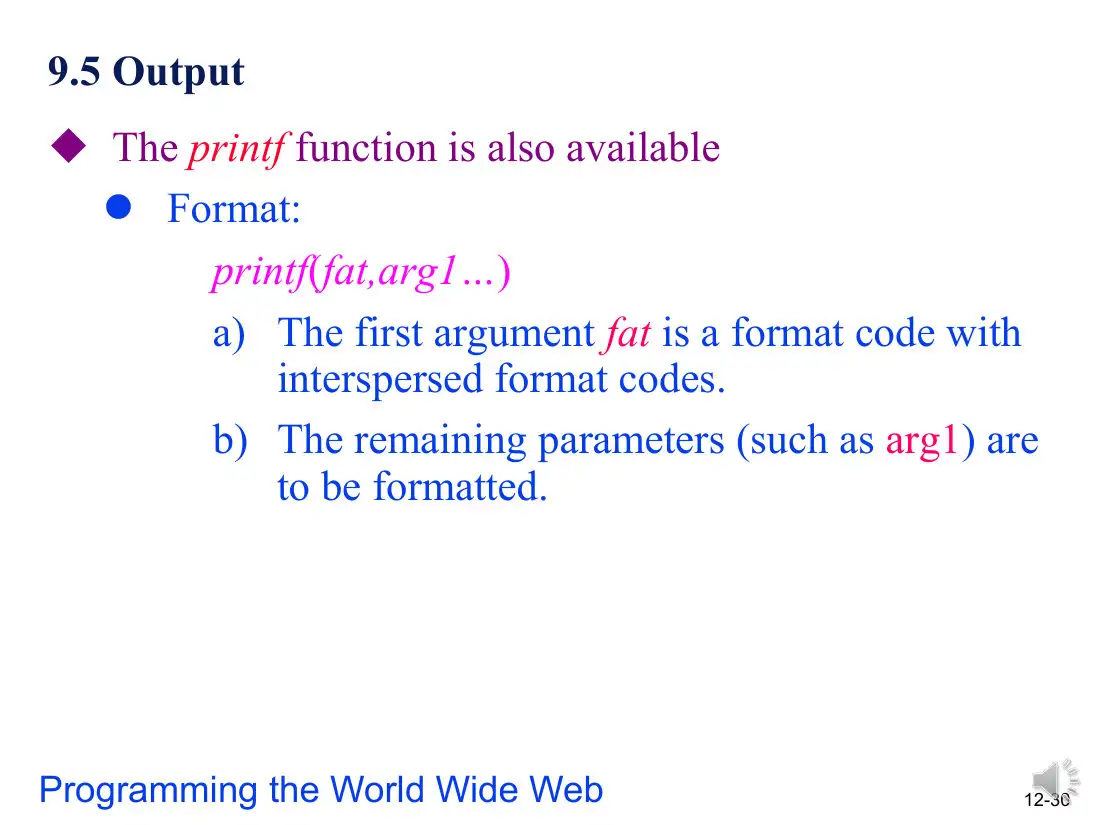 9.5 Output
The printf function is also available
Format:
printf(fat,arg1…)
a) The first argument fat is a format code with
interspersed format codes.
b) The remaining parameters (such as arg1) are
to be formatted.
Programming the World Wide Web
12-30